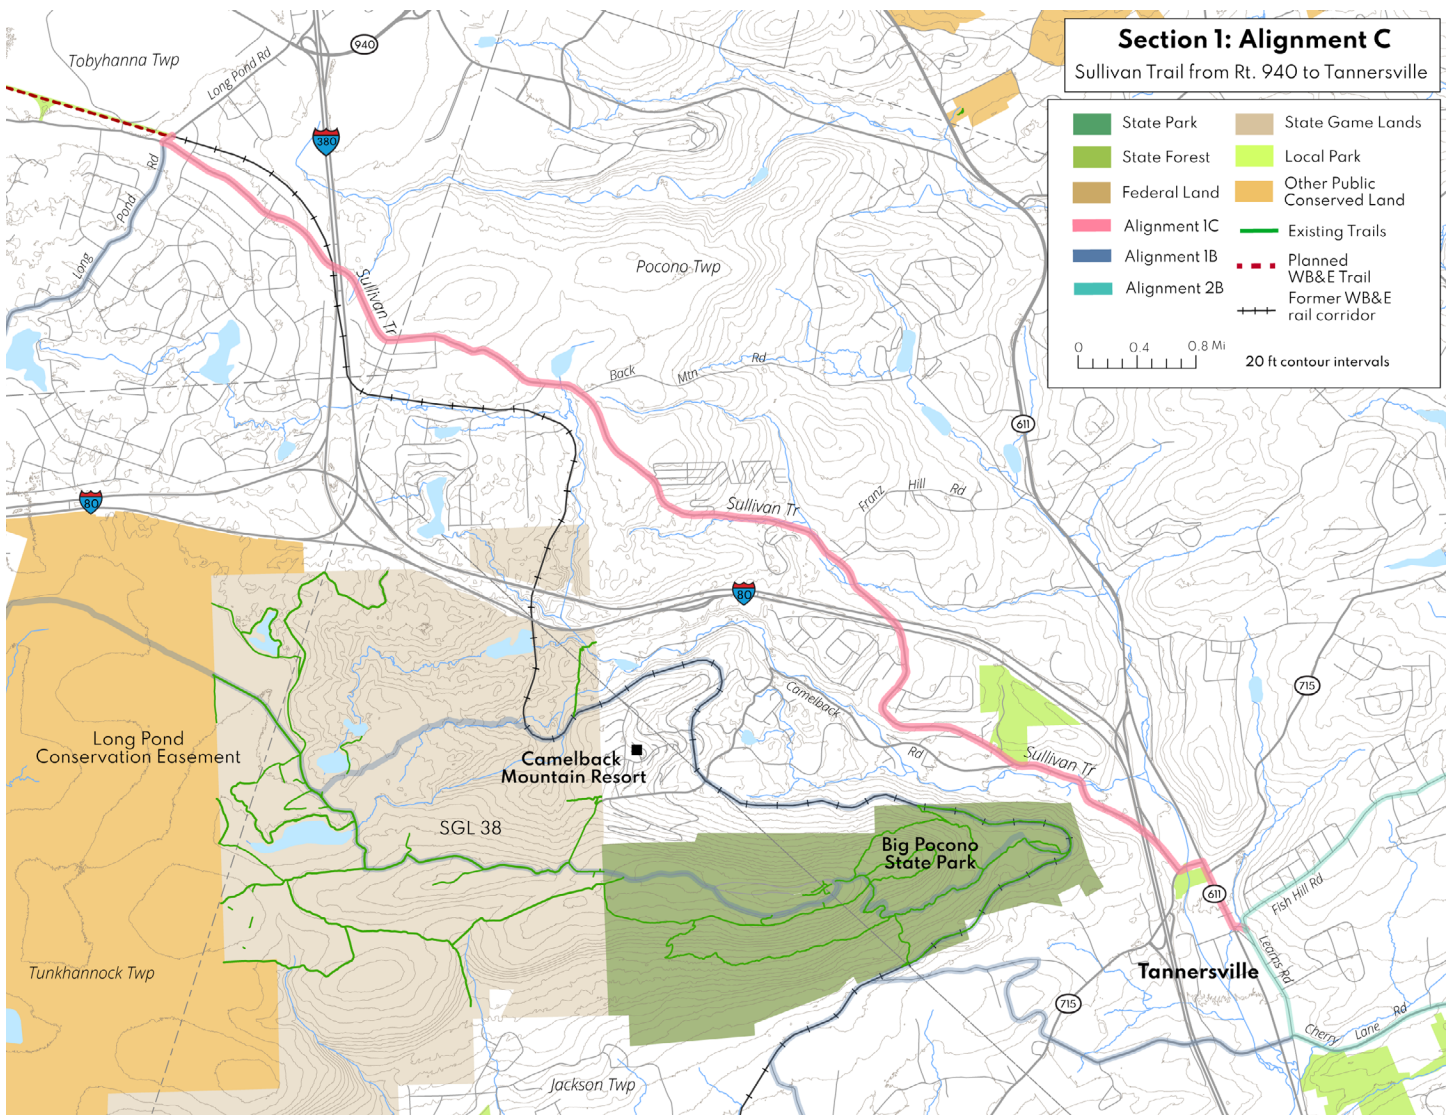 Section 1: Alignment C
Sullivan Trail from Rt. 940 to Tannersville
State Park
State Forest
Federal Land
Alignment 1C
Alignment 1B
Alignment 2B
0 0.4 0.8 Mi
State Game Lands
Local Park
Other Public
Conserved Land
Existing Trails
Planned
WB&E Trail
Former WB&E
rail corridor
20 ft contour intervals
Tobyhanna Twp
Long Pond Rd
940
380
Long Pond Rd
Sullivan Tr
Pocono Twp
Back Mtn Rd
611
80
Sullivan Tr
Franz Hill Rd
80
715
Camelback Rd
Long Pond
Conservation Easement
Camelback
Mountain Resort
Sullivan Tr
SGL 38
Big Pocono
State Park
611
Fish Hill Rd
Learns Rd
Tunkhannock Twp
Tannersville
715
Cherry Lane Rd
Jackson Twp